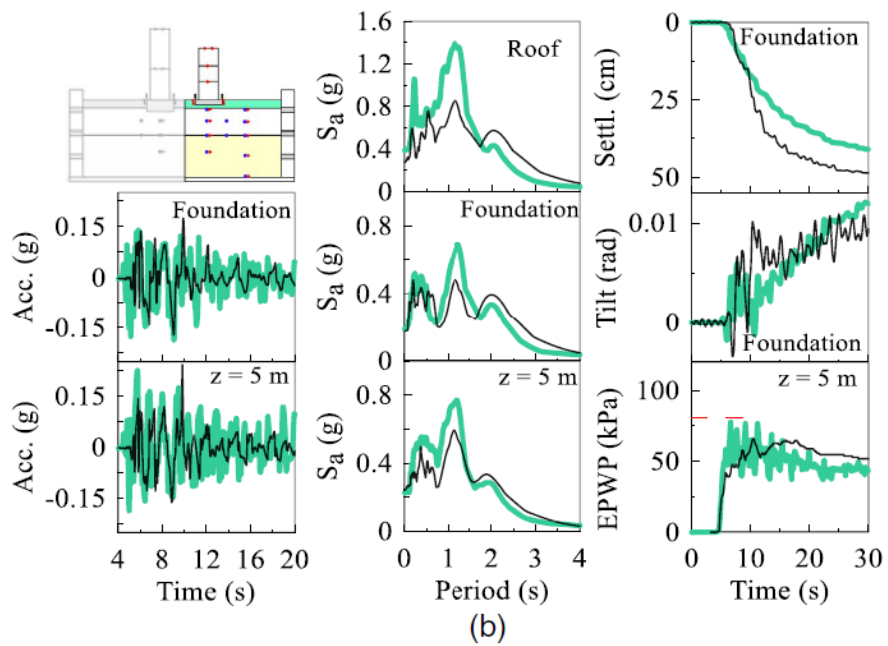 1.6
1.2
0.8
0.4
0
Sa (g)
Roof
0
25
50
Settl. (cm)
Foundation
0.15
0
-0.15
Acc. (g)
Foundation
0.8
0.4
0
Sa (g)
Foundation
0.01
0
Tilt (rad)
Foundation
0.15
0
-0.15
Acc. (g)
z = 5 m
4 8 12 16 20
Time (s)
0.8
0.4
0
Sa (g)
z = 5 m
0 1 2 3 4
Period (s)
100
50
0
EPWP (kPa)
z = 5 m
0 10 20 30
Time (s)
(b)